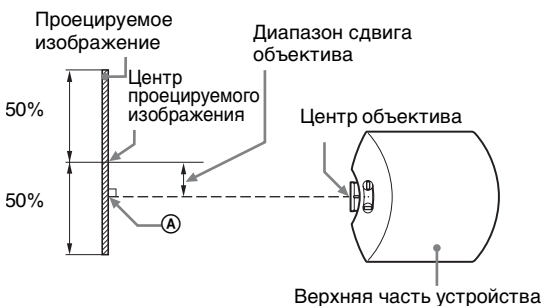 Проецируемое
изображение
Диапазон сдвига
объектива
Центр
проецируемого
изображения
50%
Центр объектива
50%
A
Верхняя часть устройства